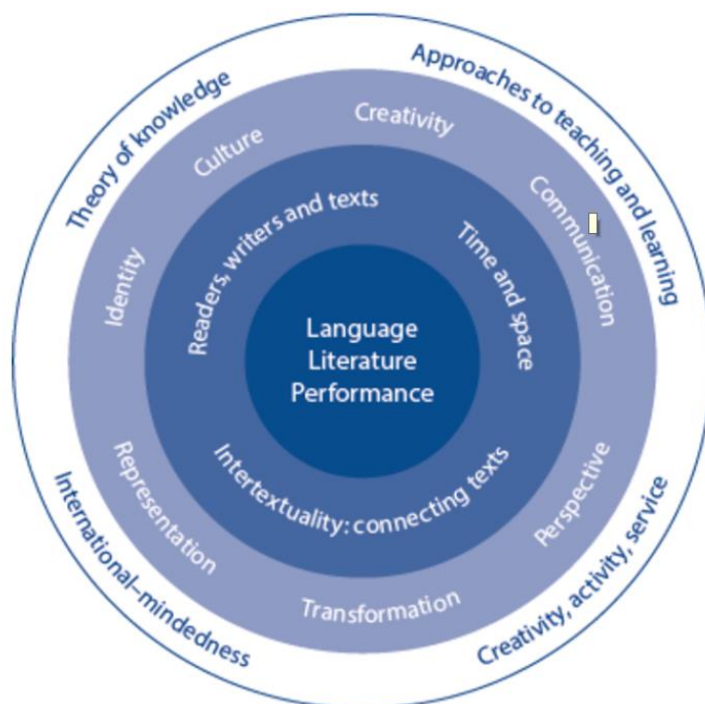 Theory of knowledge
Approaches to teaching and learning
International–mindedness
Creativity, activity, service
Identity
Culture
Creativity
Communication
Representation
Transformation
Perspective
Readers, writers and texts
Time and space
Intertextuality: connecting texts
Language
Literature
Performance